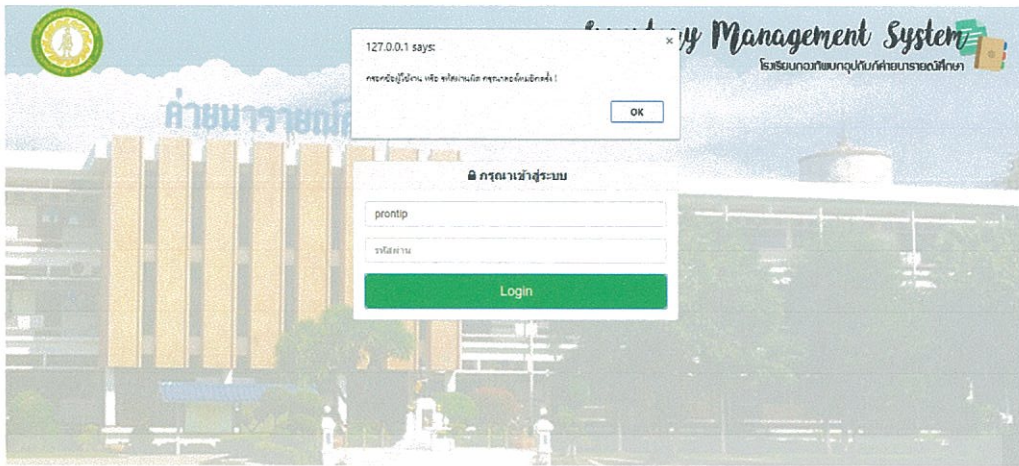 Management System
โรงเรียนกองทัพบกอุปถัมภ์ค่ายนารายณ์ศึกษา
127.0.0.1 says:
กรอกชื่อผู้ใช้งาน หรือ รหัสผ่านผิด กรุณาลองใหม่อีกครั้ง !
OK
ค่ายนารายณ์
กรุณาเข้าสู่ระบบ
prontip
รหัสผ่าน
Login